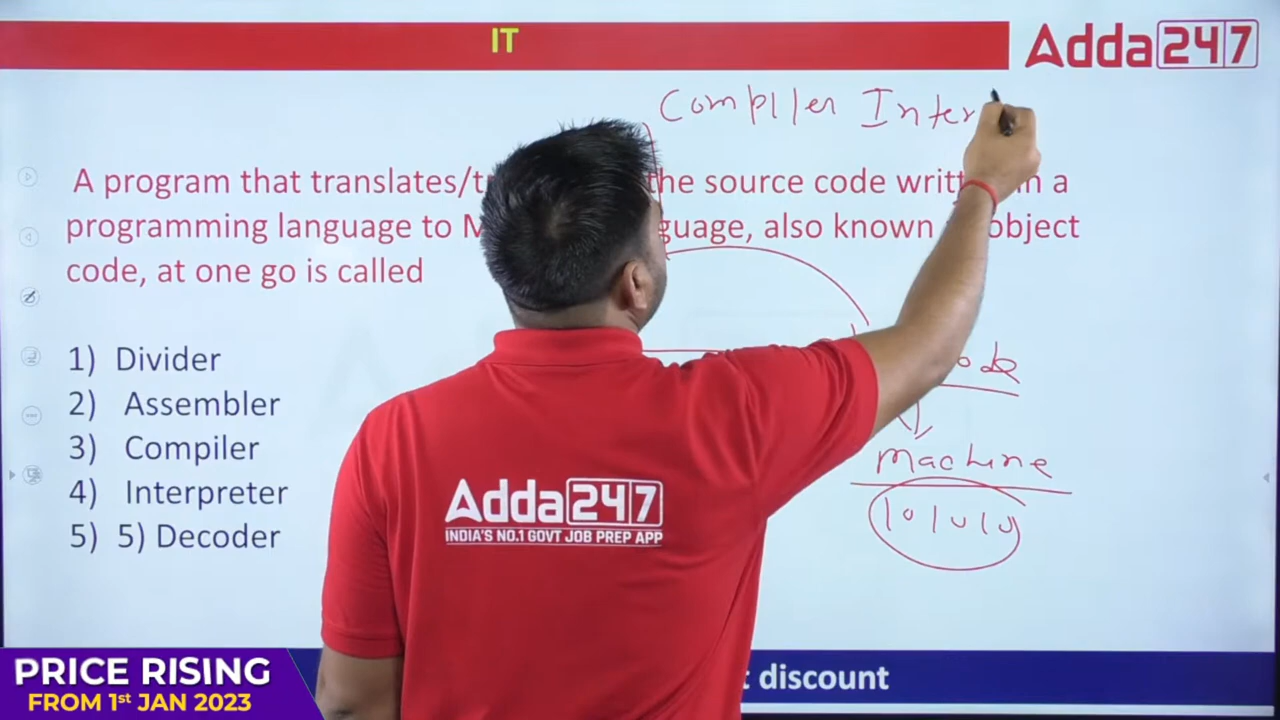 IT
Adda247
Compiler Inter
A program that translates/t the source code writt n a
programming language to M guage, also known object
code, at one go is called
1) Divider
2) Assembler
3) Compiler
4) Interpreter
5) 5) Decoder
ode
Machine
101010
Adda247
INDIA'S NO.1 GOVT JOB PREP APP
PRICE RISING
FROM 1st JAN 2023
t discount